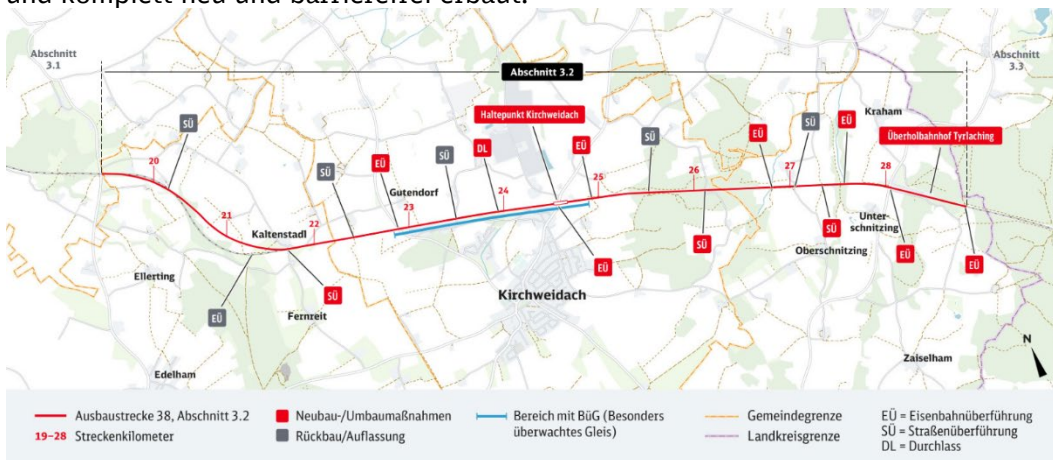 und komplett neu und barrierefrei erbaut.
Abschnitt
3.1
Abschnitt 3.2
Abschnitt
3.3
Haltepunkt Kirchweidach
Kraham
Überholbahnhof Tyrlaching
SÜ
SÜ
EÜ
SÜ
DL
EÜ
SÜ
EÜ
SÜ
EÜ
20
21
22
23
24
25
26
27
28
Gutendorf
Kaltenstadl
Ellerting
Fernreit
Edelham
Kirchweidach
Oberschnitzing
Unter-
schnitzing
Zaiselham
EÜ
SÜ
EÜ
SÜ
SÜ
EÜ
EÜ
N
Ausbaustrecke 38, Abschnitt 3.2
19–28 Streckenkilometer
Neubau-/Umbaumaßnahmen
Rückbau/Auflassung
Bereich mit BüG (Besonders
überwachtes Gleis)
Gemeindegrenze
Landkreisgrenze
EÜ = Eisenbahnüberführung
SÜ = Straßenüberführung
DL = Durchlass